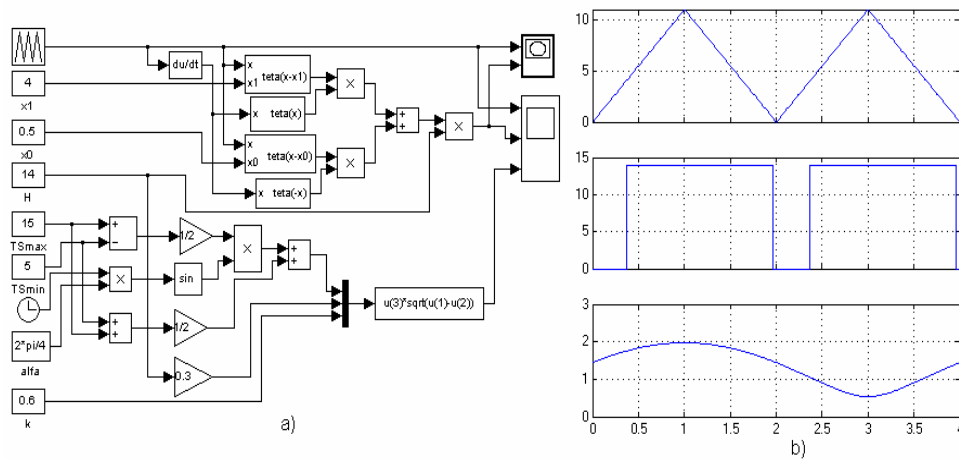 du/dt
4
x1
x
x1 teta(x-x1)
x teta(x)
×
+
+
×
0.5
x0
x
x0 teta(x-x0)
×
14
H
x teta(-x)
15
TSmax
+
−
1/2
×
+
+
5
TSmin
×
sin
u(3)*sqrt(u(1)-u(2))
+
+
1/2
2*pi/4
alfa
0.3
0.6
k
a)
10
5
0
15
10
5
0
3
2
1
0
0 0.5 1 1.5 2 2.5 3 3.5 4
b)